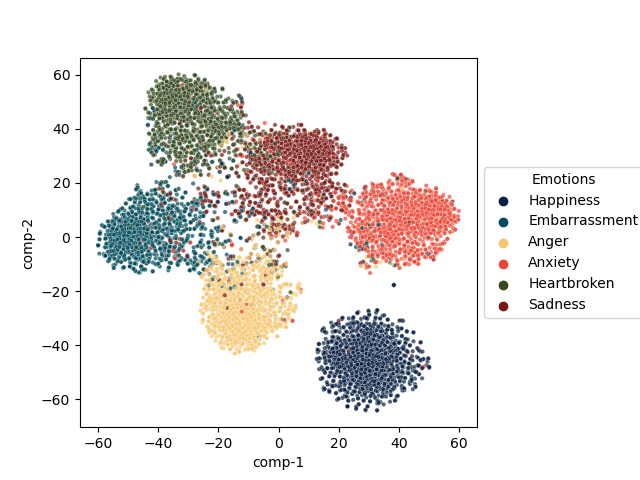 60
40
20
0
−20
−40
−60
−60 −40 −20 0 20 40 60
comp-1
comp-2
Emotions
Happiness
Embarrassment
Anger
Anxiety
Heartbroken
Sadness